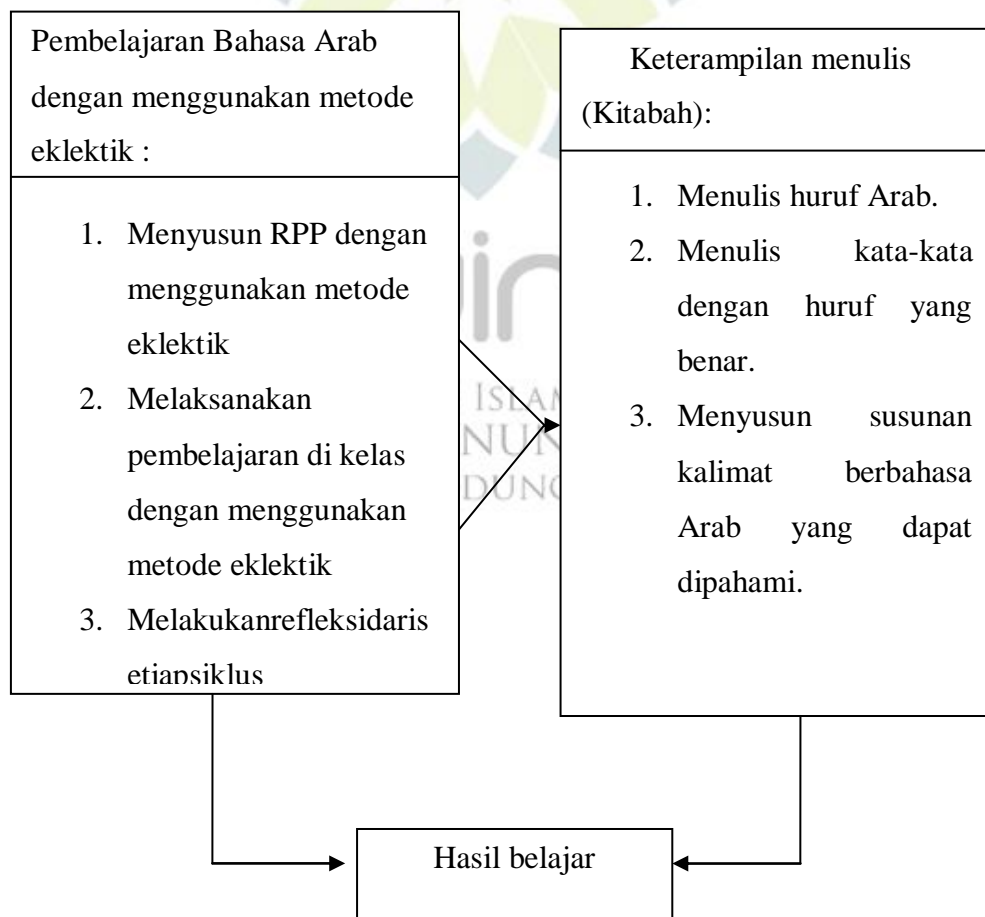 Pembelajaran Bahasa Arab
dengan menggunakan metode
eklektik :
1. Menyusun RPP dengan
menggunakan metode
eklektik
2. Melaksanakan
pembelajaran di kelas
dengan menggunakan
metode eklektik
3. Melakukanrefleksidaris
etiapsiklus
Keterampilan menulis
(Kitabah):
1. Menulis huruf Arab.
2. Menulis kata-kata
dengan huruf yang
benar.
3. Menyusun susunan
kalimat berbahasa
Arab yang dapat
dipahami.
Hasil belajar